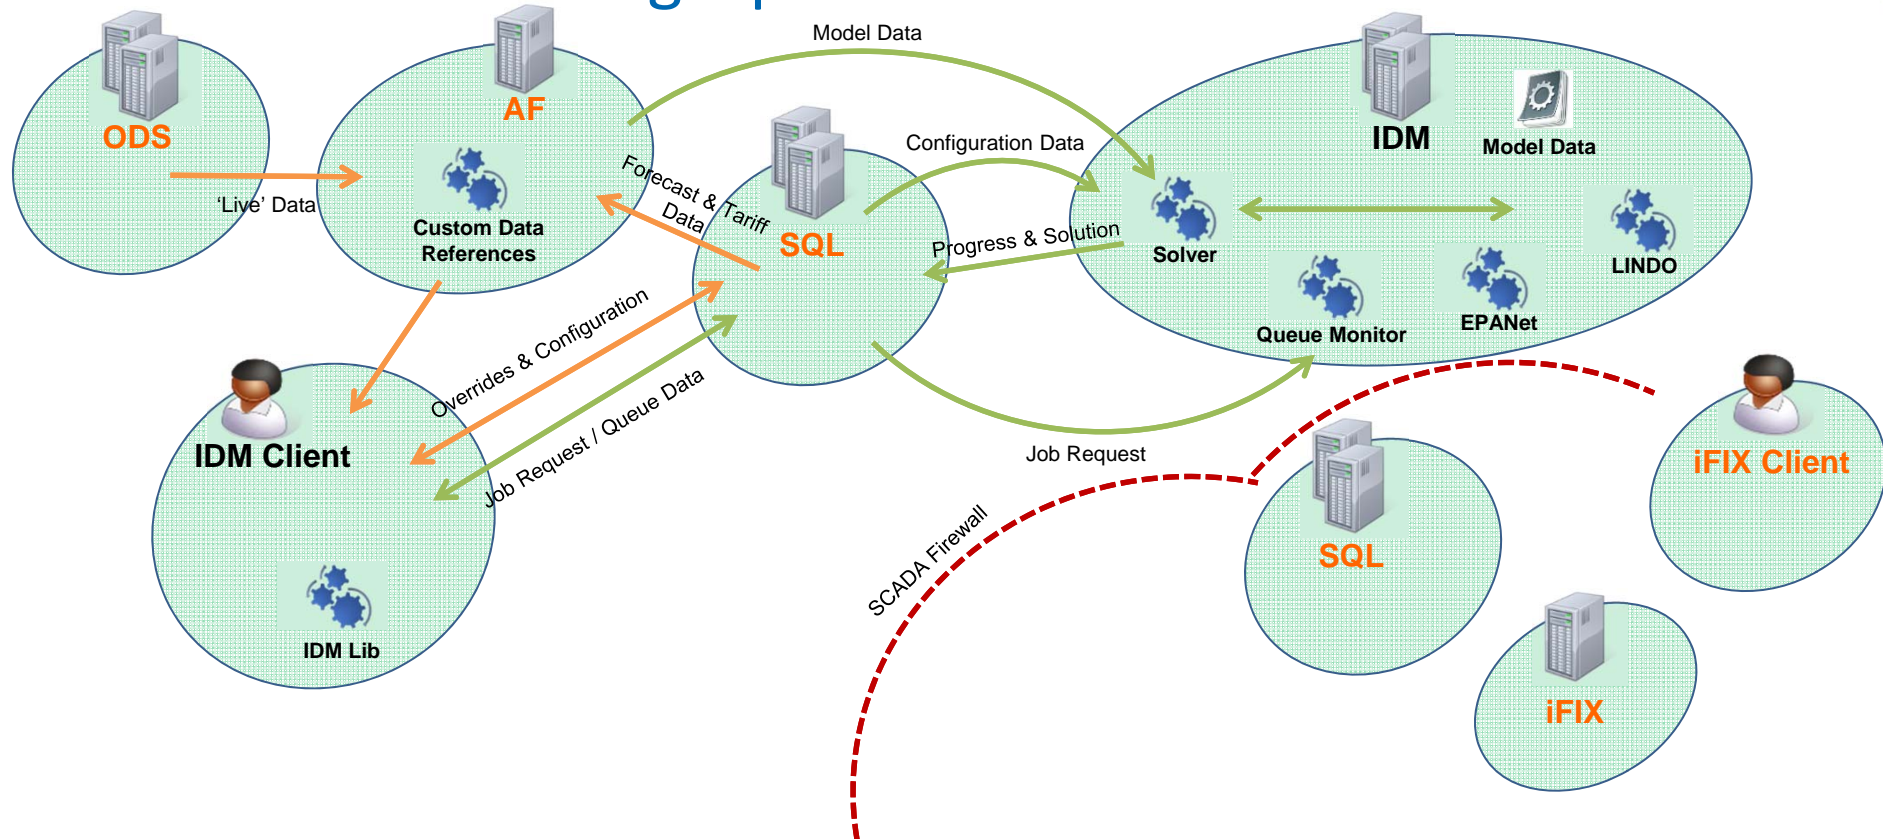 Model Data
AF
ODS
IDM
Model Data
Configuration Data
Forecast & Tariff
Data
'Live' Data
Custom Data
References
SQL
Progress & Solution
Solver
LINDO
Queue Monitor
EPANet
Overrides & Configuration
Job Request / Queue Data
Job Request
IDM Client
iFIX Client
SCADA Firewall
SQL
IDM Lib
iFIX